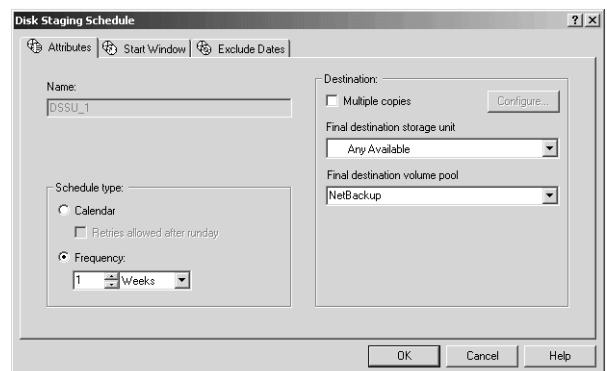 Disk Staging Schedule
Attributes
Start Window
Exclude Dates
Name:
DSSU_1
Schedule type:
Calendar
Retries allowed after runday
Frequency:
1 Weeks
Destination:
Multiple copies
Configure...
Final destination storage unit
Any Available
Final destination volume pool
NetBackup
OK Cancel Help